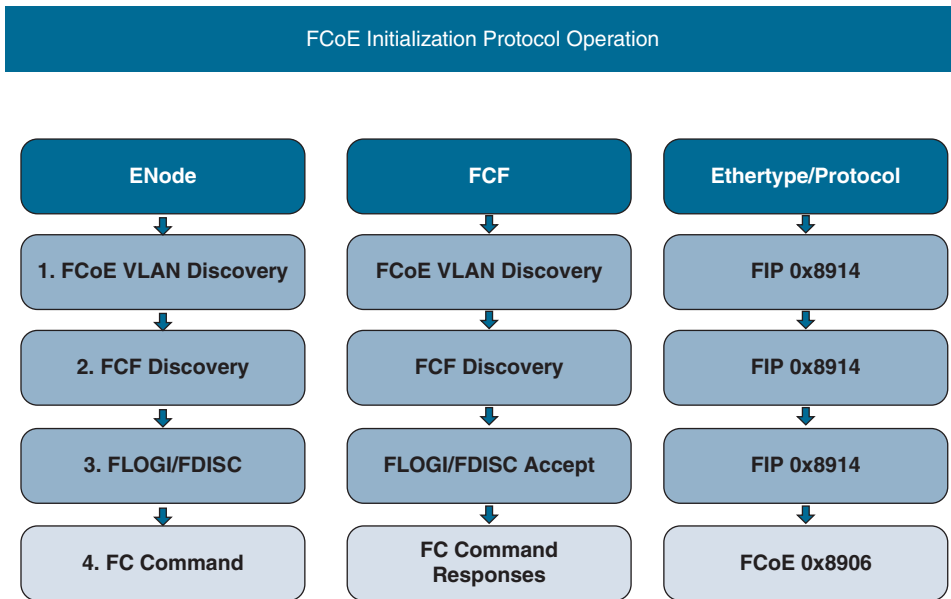 FCoE Initialization Protocol Operation
ENode
FCF
Ethertype/Protocol
1. FCoE VLAN Discovery
FCoE VLAN Discovery
FIP 0x8914
2. FCF Discovery
FCF Discovery
FIP 0x8914
3. FLOGI/FDISC
FLOGI/FDISC Accept
FIP 0x8914
4. FC Command
FC Command
Responses
FCoE 0x8906